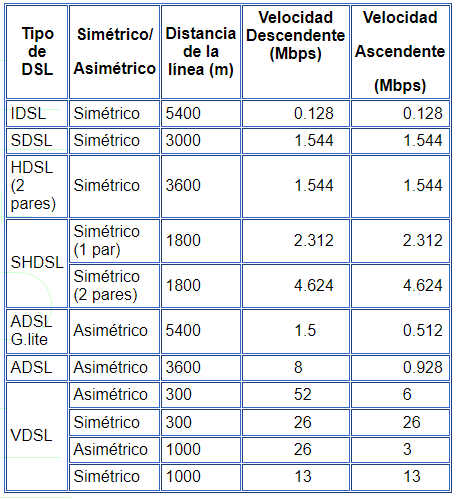 Tipo de DSL | Simétrico/ Asimétrico | Distancia de la línea (m) | Velocidad Descendente (Mbps) | Velocidad Ascendente (Mbps)
IDSL | Simétrico | 5400 | 0.128 | 0.128
SDSL | Simétrico | 3000 | 1.544 | 1.544
HDSL (2 pares) | Simétrico | 3600 | 1.544 | 1.544
SHDSL | Simétrico (1 par) | 1800 | 2.312 | 2.312
Simétrico (2 pares) | 1800 | 4.624 | 4.624
ADSL G.lite | Asimétrico | 5400 | 1.5 | 0.512
ADSL | Asimétrico | 3600 | 8 | 0.928
VDSL | Asimétrico | 300 | 52 | 6
Simétrico | 300 | 26 | 26
Asimétrico | 1000 | 26 | 3
Simétrico | 1000 | 13 | 13